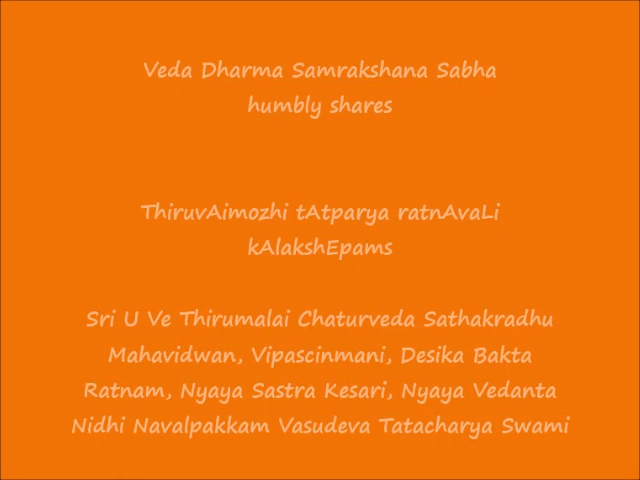 Veda Dharma Samrakshana Sabha
humbly shares
ThiruvAimozhi tAtparya ratnAvaLi
kAlakshEpams
Sri U Ve Thirumalai Chaturveda Sathakradhu
Mahavidwan, Vipascinmani, Desika Bakta
Ratnam, Nyaya Sastra Kesari, Nyaya Vedanta
Nidhi Navalpakkam Vasudeva Tatacharya Swami